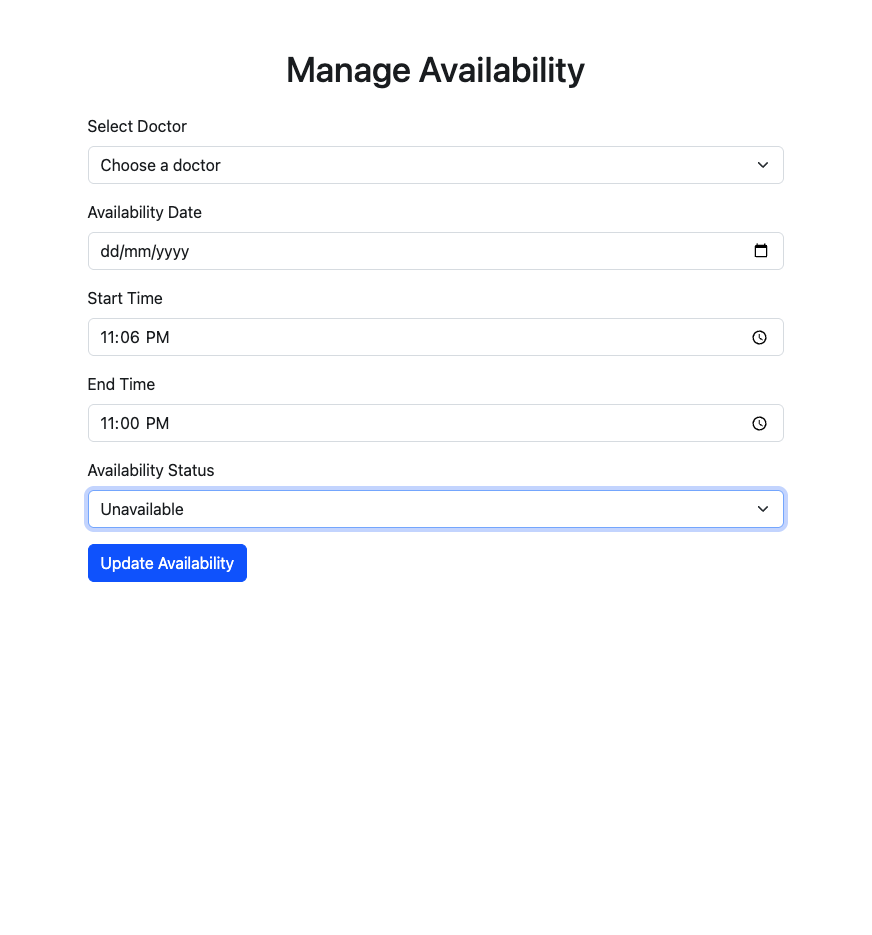 Manage Availability
Select Doctor
Choose a doctor
Availability Date
dd/mm/yyyy
Start Time
11:06 PM
End Time
11:00 PM
Availability Status
Unavailable
Update Availability